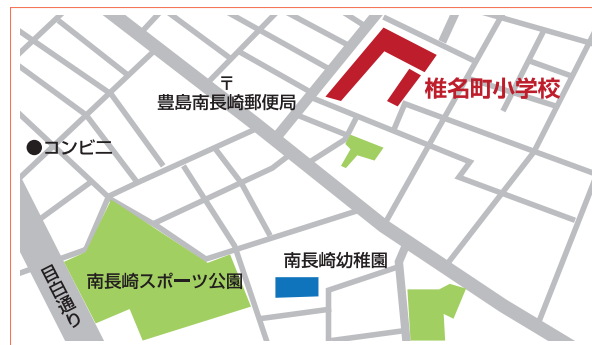 〒
豊島南長崎郵便局
椎名町小学校
●コンビニ
南長崎幼稚園
南長崎スポーツ公園
目白通り